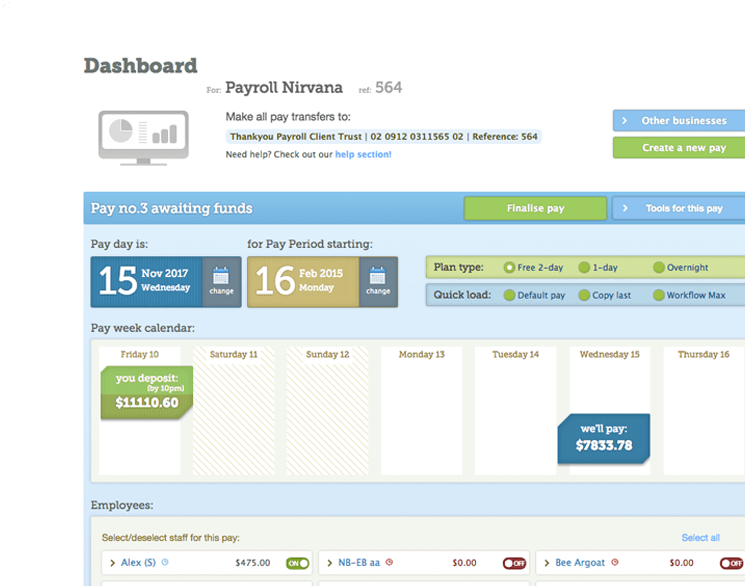 Dashboard
For: Payroll Nirvana ref: 564
Make all pay transfers to:
Thankyou Payroll Client Trust | 02 0912 0311565 02 | Reference: 564
Need help? Check out our help section!
Other businesses
Create a new pay
Pay no.3 awaiting funds
Finalise pay
Tools for this pay
Pay day is:
for Pay Period starting:
15 Nov 2017
Wednesday
change
16 Feb 2015
Monday
change
Plan type: Free 2-day 1-day Overnight
Quick load: Default pay Copy last Workflow Max
Pay week calendar:
Friday 10 Saturday 11 Sunday 12 Monday 13 Tuesday 14 Wednesday 15 Thursday 16
you deposit:
(by 10pm)
$11110.60
we'll pay:
$7833.78
Employees:
Select/deselect staff for this pay:
Select all
Alex (S) $475.00 ON NB-EB aa $0.00 OFF Bee Argoat $0.00 OFF